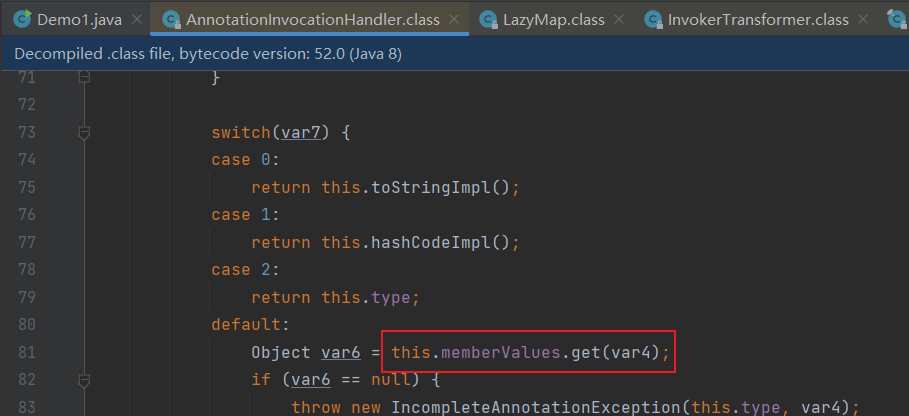 Demo1.java × AnnotationInvocationHandler.class × LazyMap.class × InvokerTransformer.class ×
Decompiled .class file, bytecode version: 52.0 (Java 8)
71 }
72
73 switch(var7) {
74 case 0:
75 return this.toStringImpl();
76 case 1:
77 return this.hashCodeImpl();
78 case 2:
79 return this.type;
80 default:
81 Object var6 = this.memberValues.get(var4);
82 if (var6 == null) {
83 throw new IncompleteAnnotationException(this.type, var4);